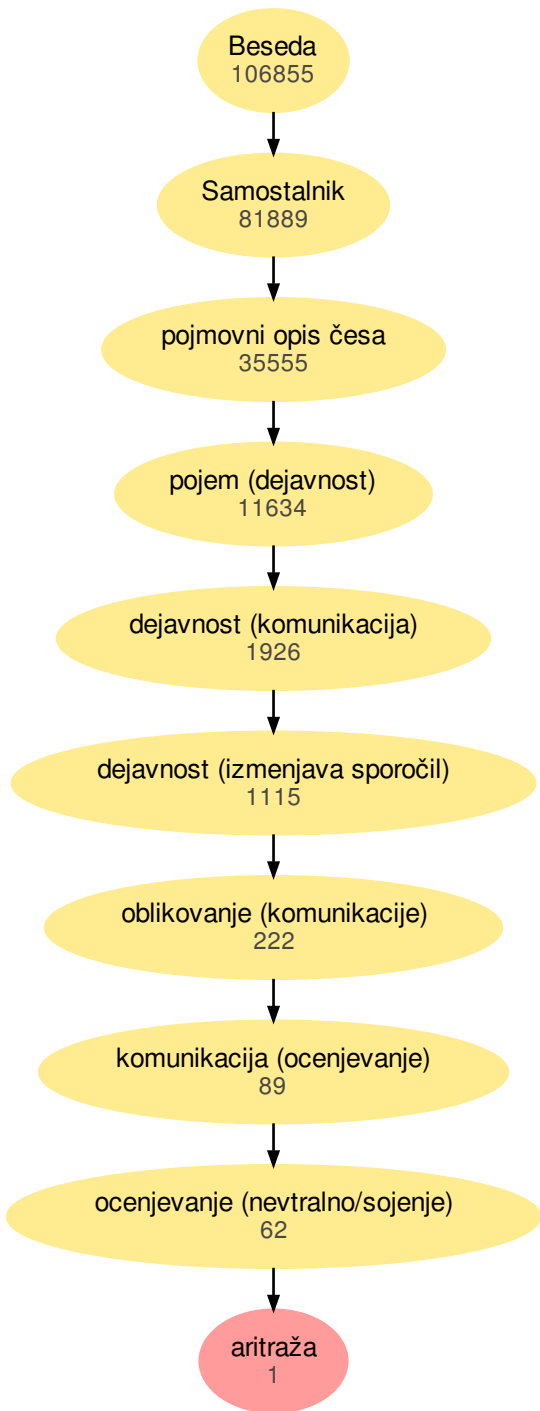 Beseda
106855
Samostalnik
81889
pojmovni opis česa
35555
pojem (dejavnost)
11634
dejavnost (komunikacija)
1926
dejavnost (izmenjava sporočil)
1115
oblikovanje (komunikacije)
222
komunikacija (ocenjevanje)
89
ocenjevanje (nevtralno/sojenje)
62
aritraža
1